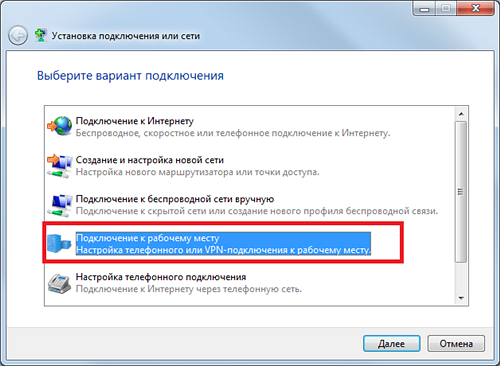 Установка подключения или сети
Выберите вариант подключения
Подключение к Интернету
Беспроводное, скоростное или телефонное подключение к Интернету.
Создание и настройка новой сети
Настройка нового маршрутизатора или точки доступа.
Подключение к беспроводной сети вручную
Подключение к скрытой сети или создание нового профиля беспроводной связи.
Подключение к рабочему месту
Настройка телефонного или VPN-подключения к рабочему месту.
Настройка телефонного подключения
Подключение к Интернету через телефонную сеть.
Далее
Отмена